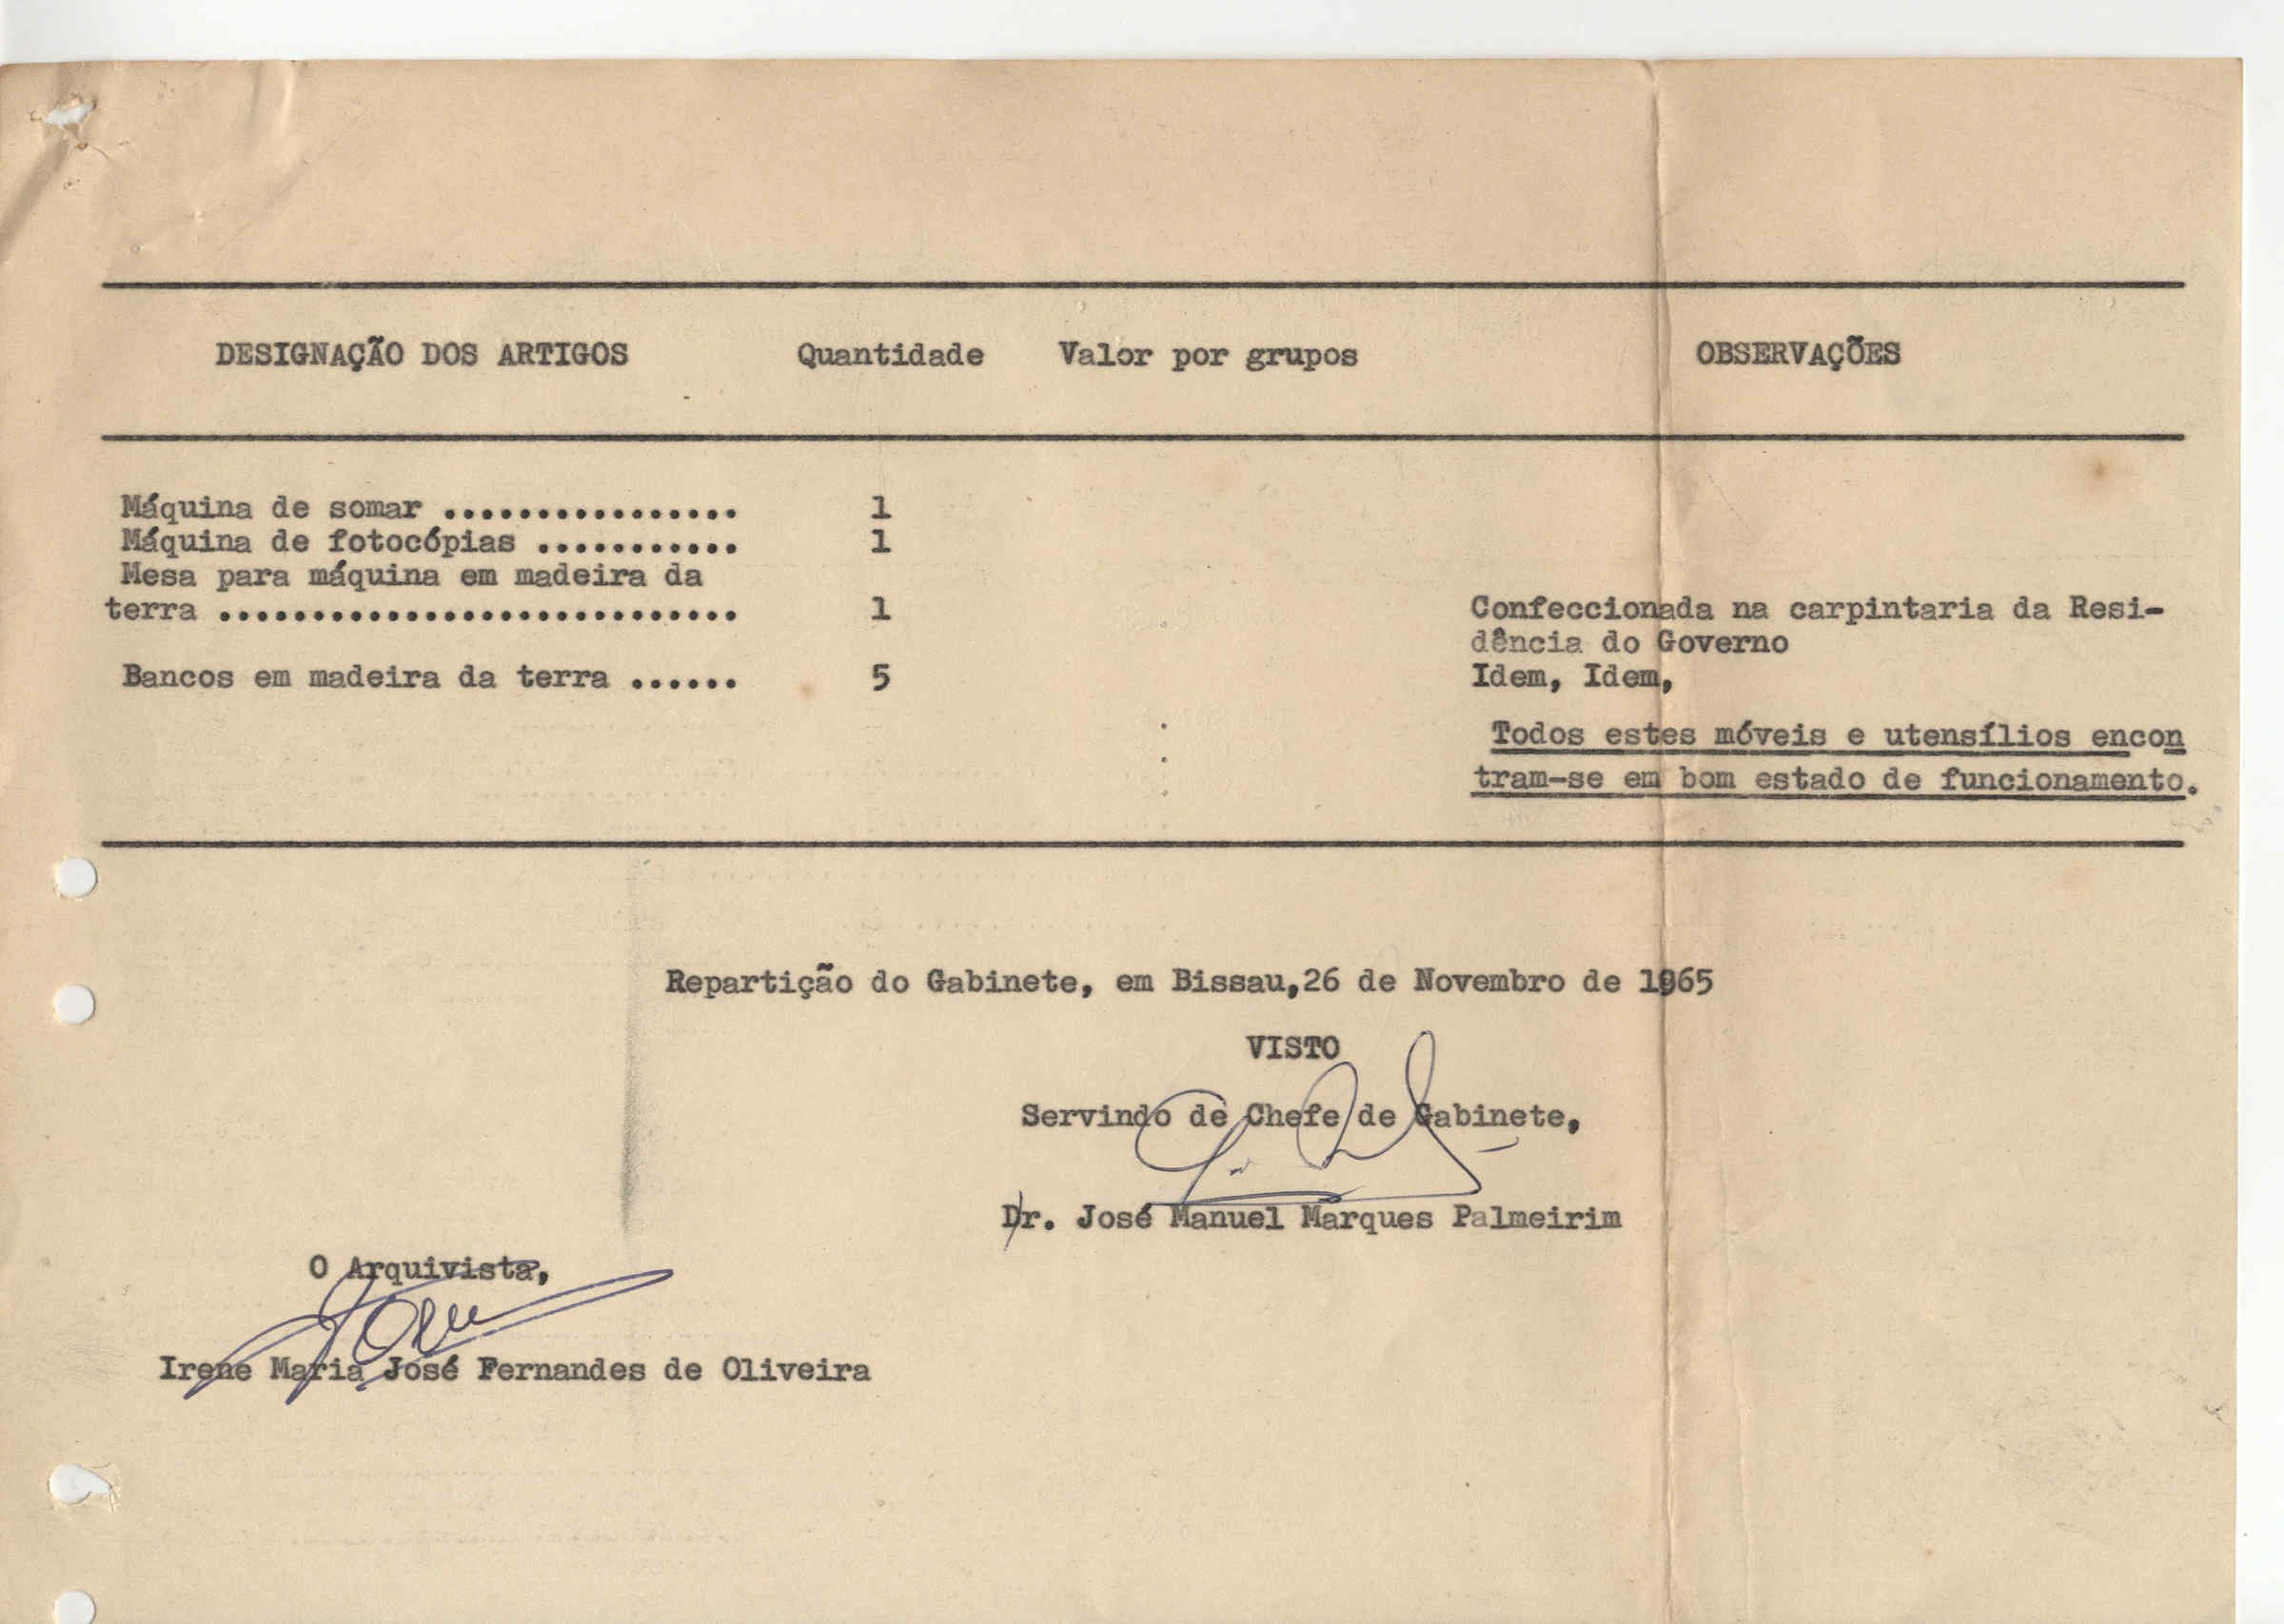 DESIGNAÇÃO DOS ARTIGOS Quantidade Valor por grupos OBSERVAÇÕES
Máquina de somar ................ 1
Máquina de fotocópias ........... 1
Mesa para máquina em madeira da
terra ............................ 1 Confeccionada na carpintaria da Resi-
dência do Governo
Bancos em madeira da terra ...... 5 Idem, Idem,
Todos estes móveis e utensílios encon
tram-se em bom estado de funcionamento.
Repartição do Gabinete, em Bissau,26 de Novembro de 1965
VISTO
Servindo de Chefe de Gabinete,
Dr. José Manuel Marques Palmeirim
O Arquivista,
Irene Maria José Fernandes de Oliveira